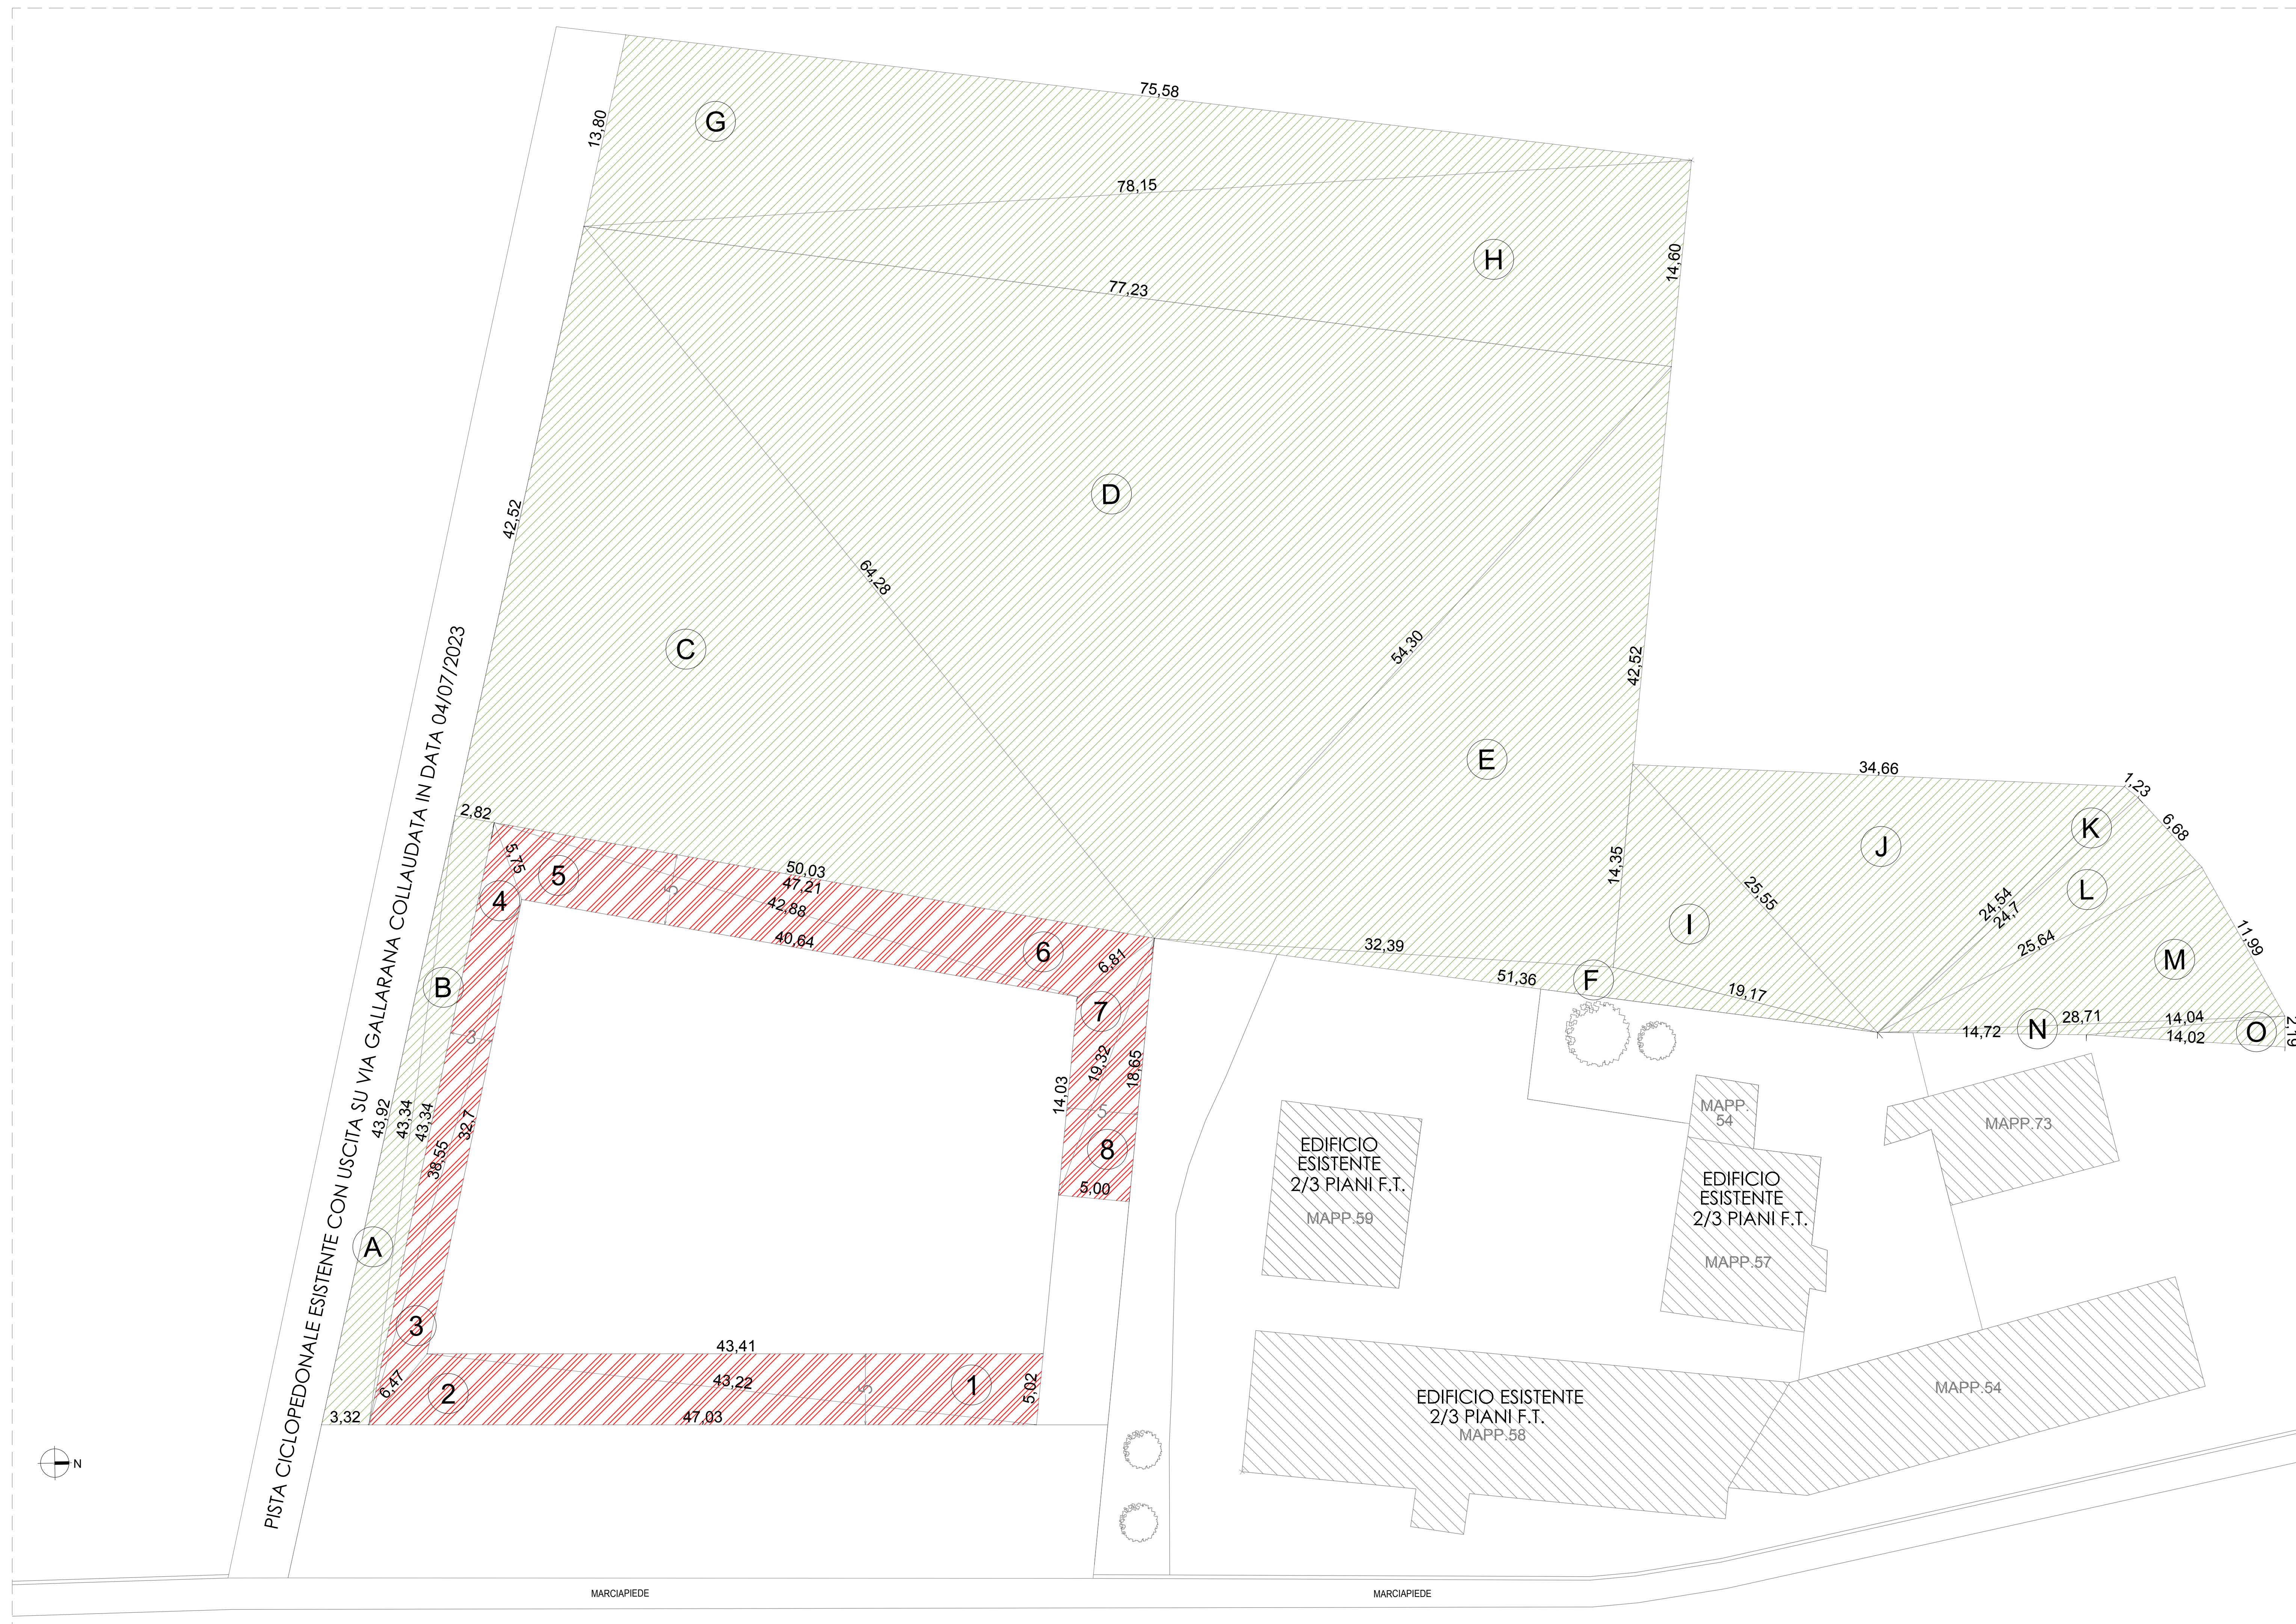 75,58
G
13,80
78,15
H
14,60
77,23
D
42,52
64,28
C
54,30
42,52
E
PISTA CICLOPEDONALE ESISTENTE CON USCITA SU VIA GALLARANA COLLAUDATA IN DATA 04/07/2023
34,66
1,23
6,68
K
J
L
2,82
5,75
5
4
5
50,03
47,21
42,88
40,64
6
6,81
14,35
25,55
24,54
24,7
25,64
11,99
I
M
32,39
51,36
F
19,17
B
7
14,72
N
28,71
14,04
14,02
O
2,19
3
43,92
43,34
43,34
38,55
32,7
14,03
19,32
18,65
5
8
5,00
MAPP.
54
MAPP.73
EDIFICIO
ESISTENTE
2/3 PIANI F.T.
MAPP.59
EDIFICIO
ESISTENTE
2/3 PIANI F.T.
MAPP.57
A
3
43,41
43,22
5
1
5,02
6,47
2
3,32
47,03
EDIFICIO ESISTENTE
2/3 PIANI F.T.
MAPP.58
MAPP.54
N
MARCIAPIEDE
MARCIAPIEDE